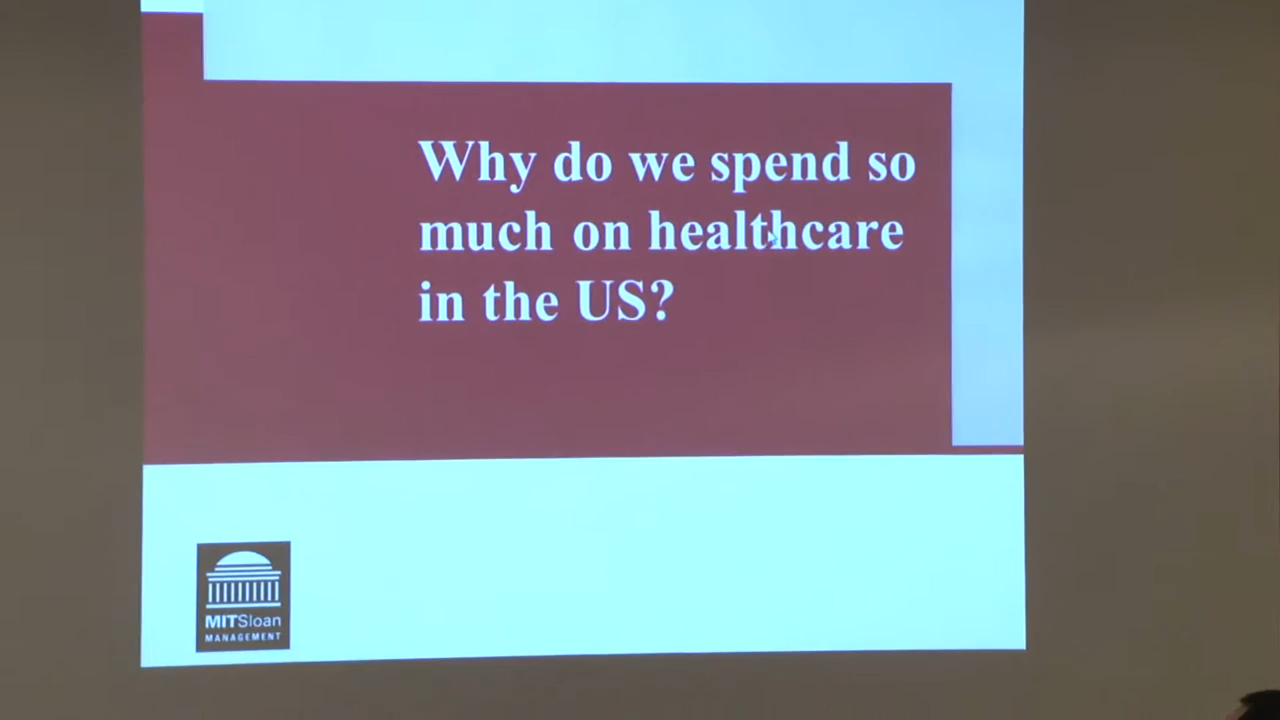 Why do we spend so
much on healthcare
in the US?
MITSloan
MANAGEMENT